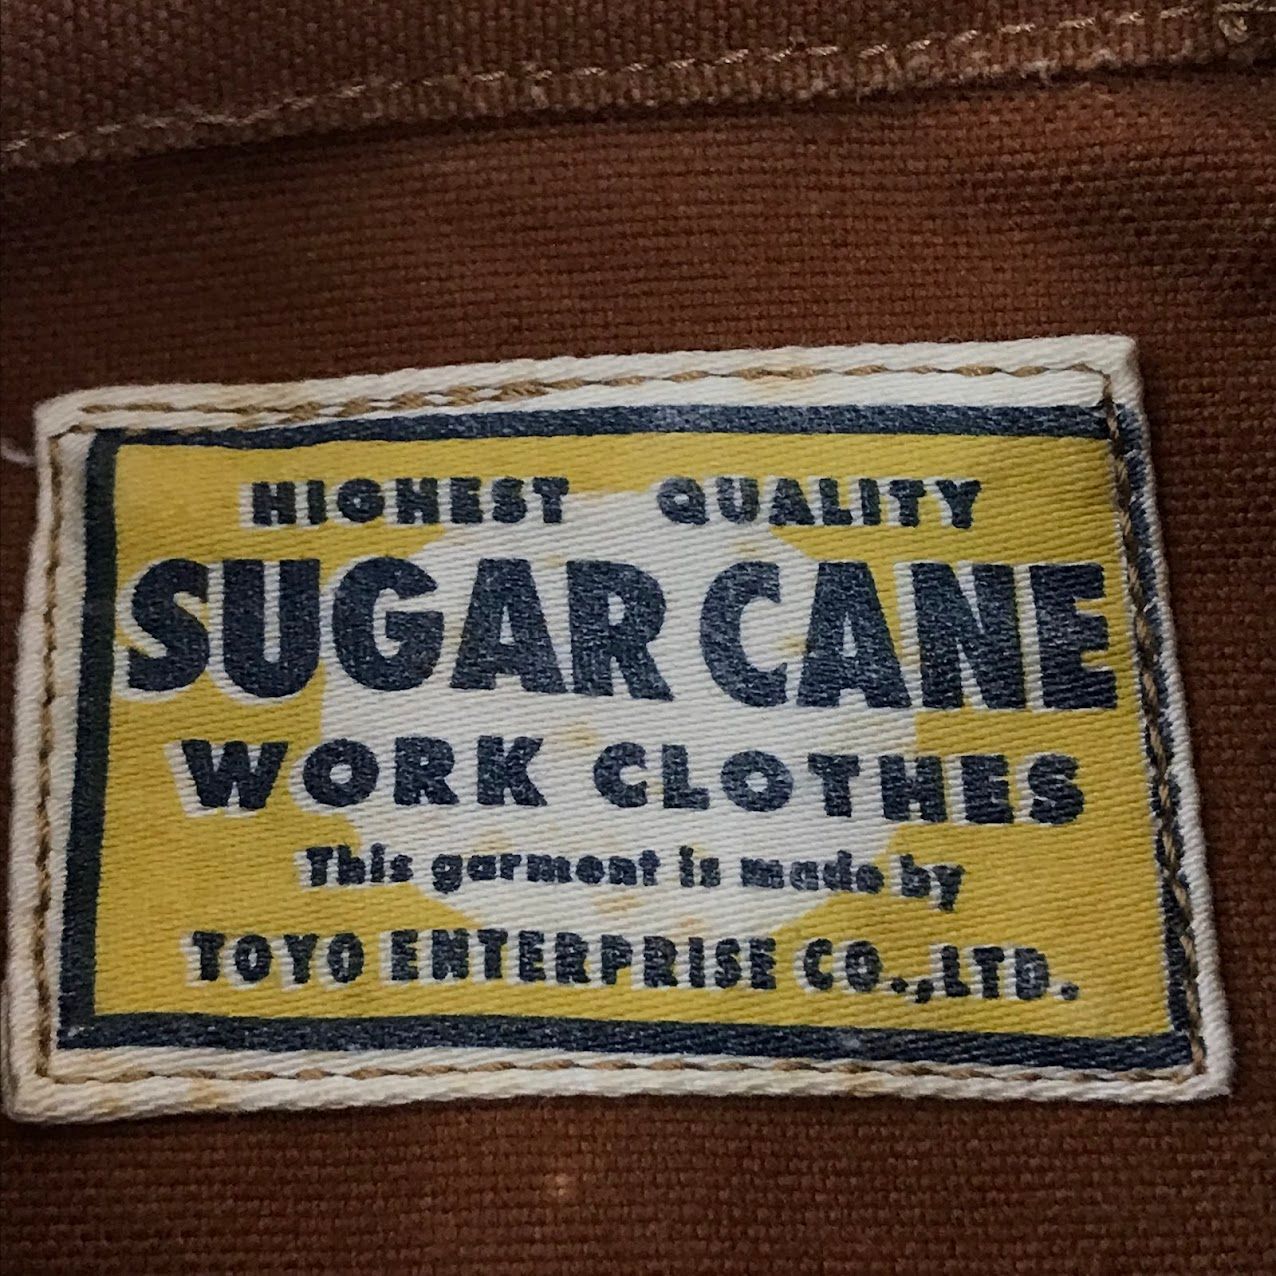 HIGHEST QUALITY
SUGAR CANE
WORK CLOTHES
This garment is made by
TOYO ENTERPRISE CO.,LTD.